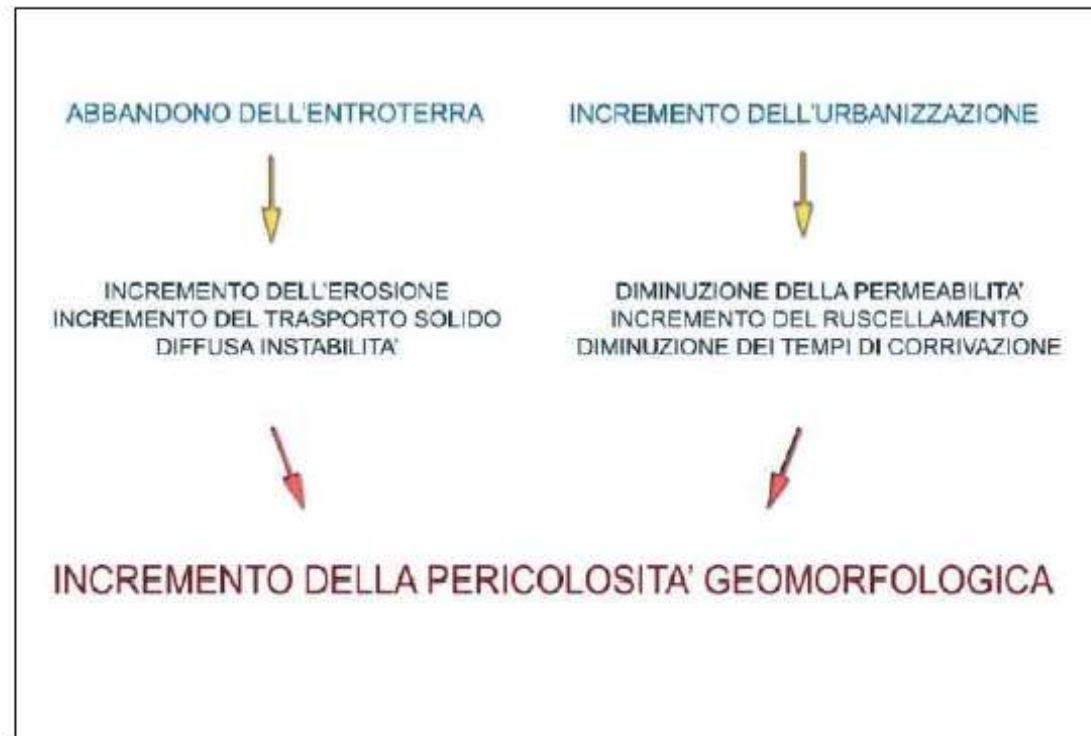 ABBANDONO DELL'ENTROTERRA
INCREMENTO DELL'EROSIONE
INCREMENTO DEL TRASPORTO SOLIDO
DIFFUSA INSTABILITA'
INCREMENTO DELL'URBANIZZAZIONE
DIMINUZIONE DELLA PERMEABILITA'
INCREMENTO DEL RUSCELLAMENTO
DIMINUZIONE DEI TEMPI DI CORRIVAZIONE
INCREMENTO DELLA PERICOLOSITA' GEOMORFOLOGICA